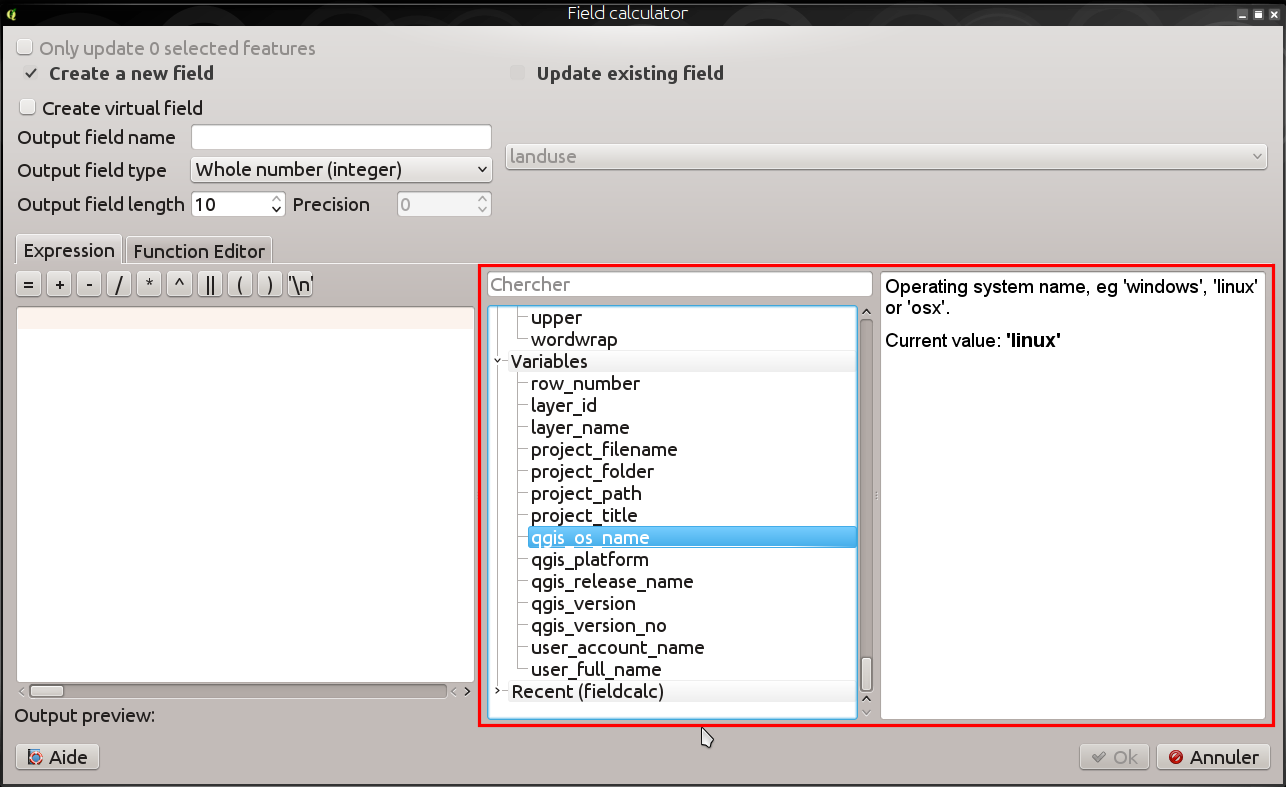 Field calculator
Only update 0 selected features
Create a new field
Update existing field
Create virtual field
Output field name
landuse
Output field type Whole number (integer)
Output field length 10 Precision 0
Expression Function Editor
= + - / * ^ || ( ) '\n'
Chercher
upper
wordwrap
Variables
row_number
layer_id
layer_name
project_filename
project_folder
project_path
project_title
qgis_os_name
qgis_platform
qgis_release_name
qgis_version
qgis_version_no
user_account_name
user_full_name
Recent (fieldcalc)
Operating system name, eg 'windows', 'linux'
or 'osx'.
Current value: 'linux'
Output preview:
Aide
Ok
Annuler